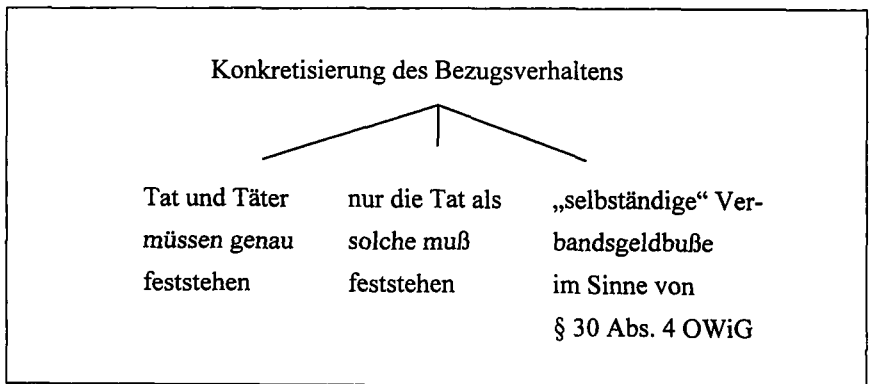 Konkretisierung des Bezugsverhaltens
Tat und Täter
müssen genau
feststehen
nur die Tat als
solche muß
feststehen
„selbständige“ Ver-
bandsgeldbuße
im Sinne von
§ 30 Abs. 4 OWiG